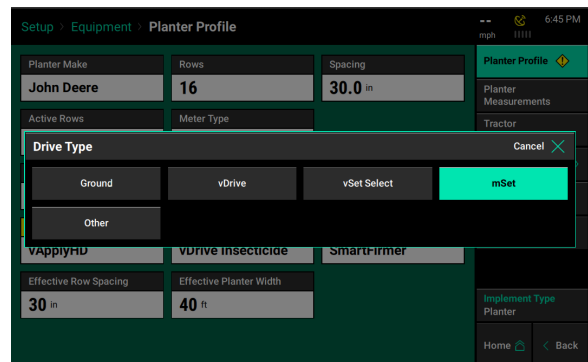 Setup > Equipment > Planter Profile
-- mph
6:45 PM
Planter Make
John Deere
Rows
16
Spacing
30.0 in
Planter Profile
Planter
Measurements
Active Rows
Meter Type
Tractor
Drive Type
Cancel
Ground
vDrive
vSet Select
mSet
Other
vApplyHD
vDrive Insecticide
SmartFirmer
Effective Row Spacing
30 in
Effective Planter Width
40 ft
Implement Type
Planter
Home
< Back